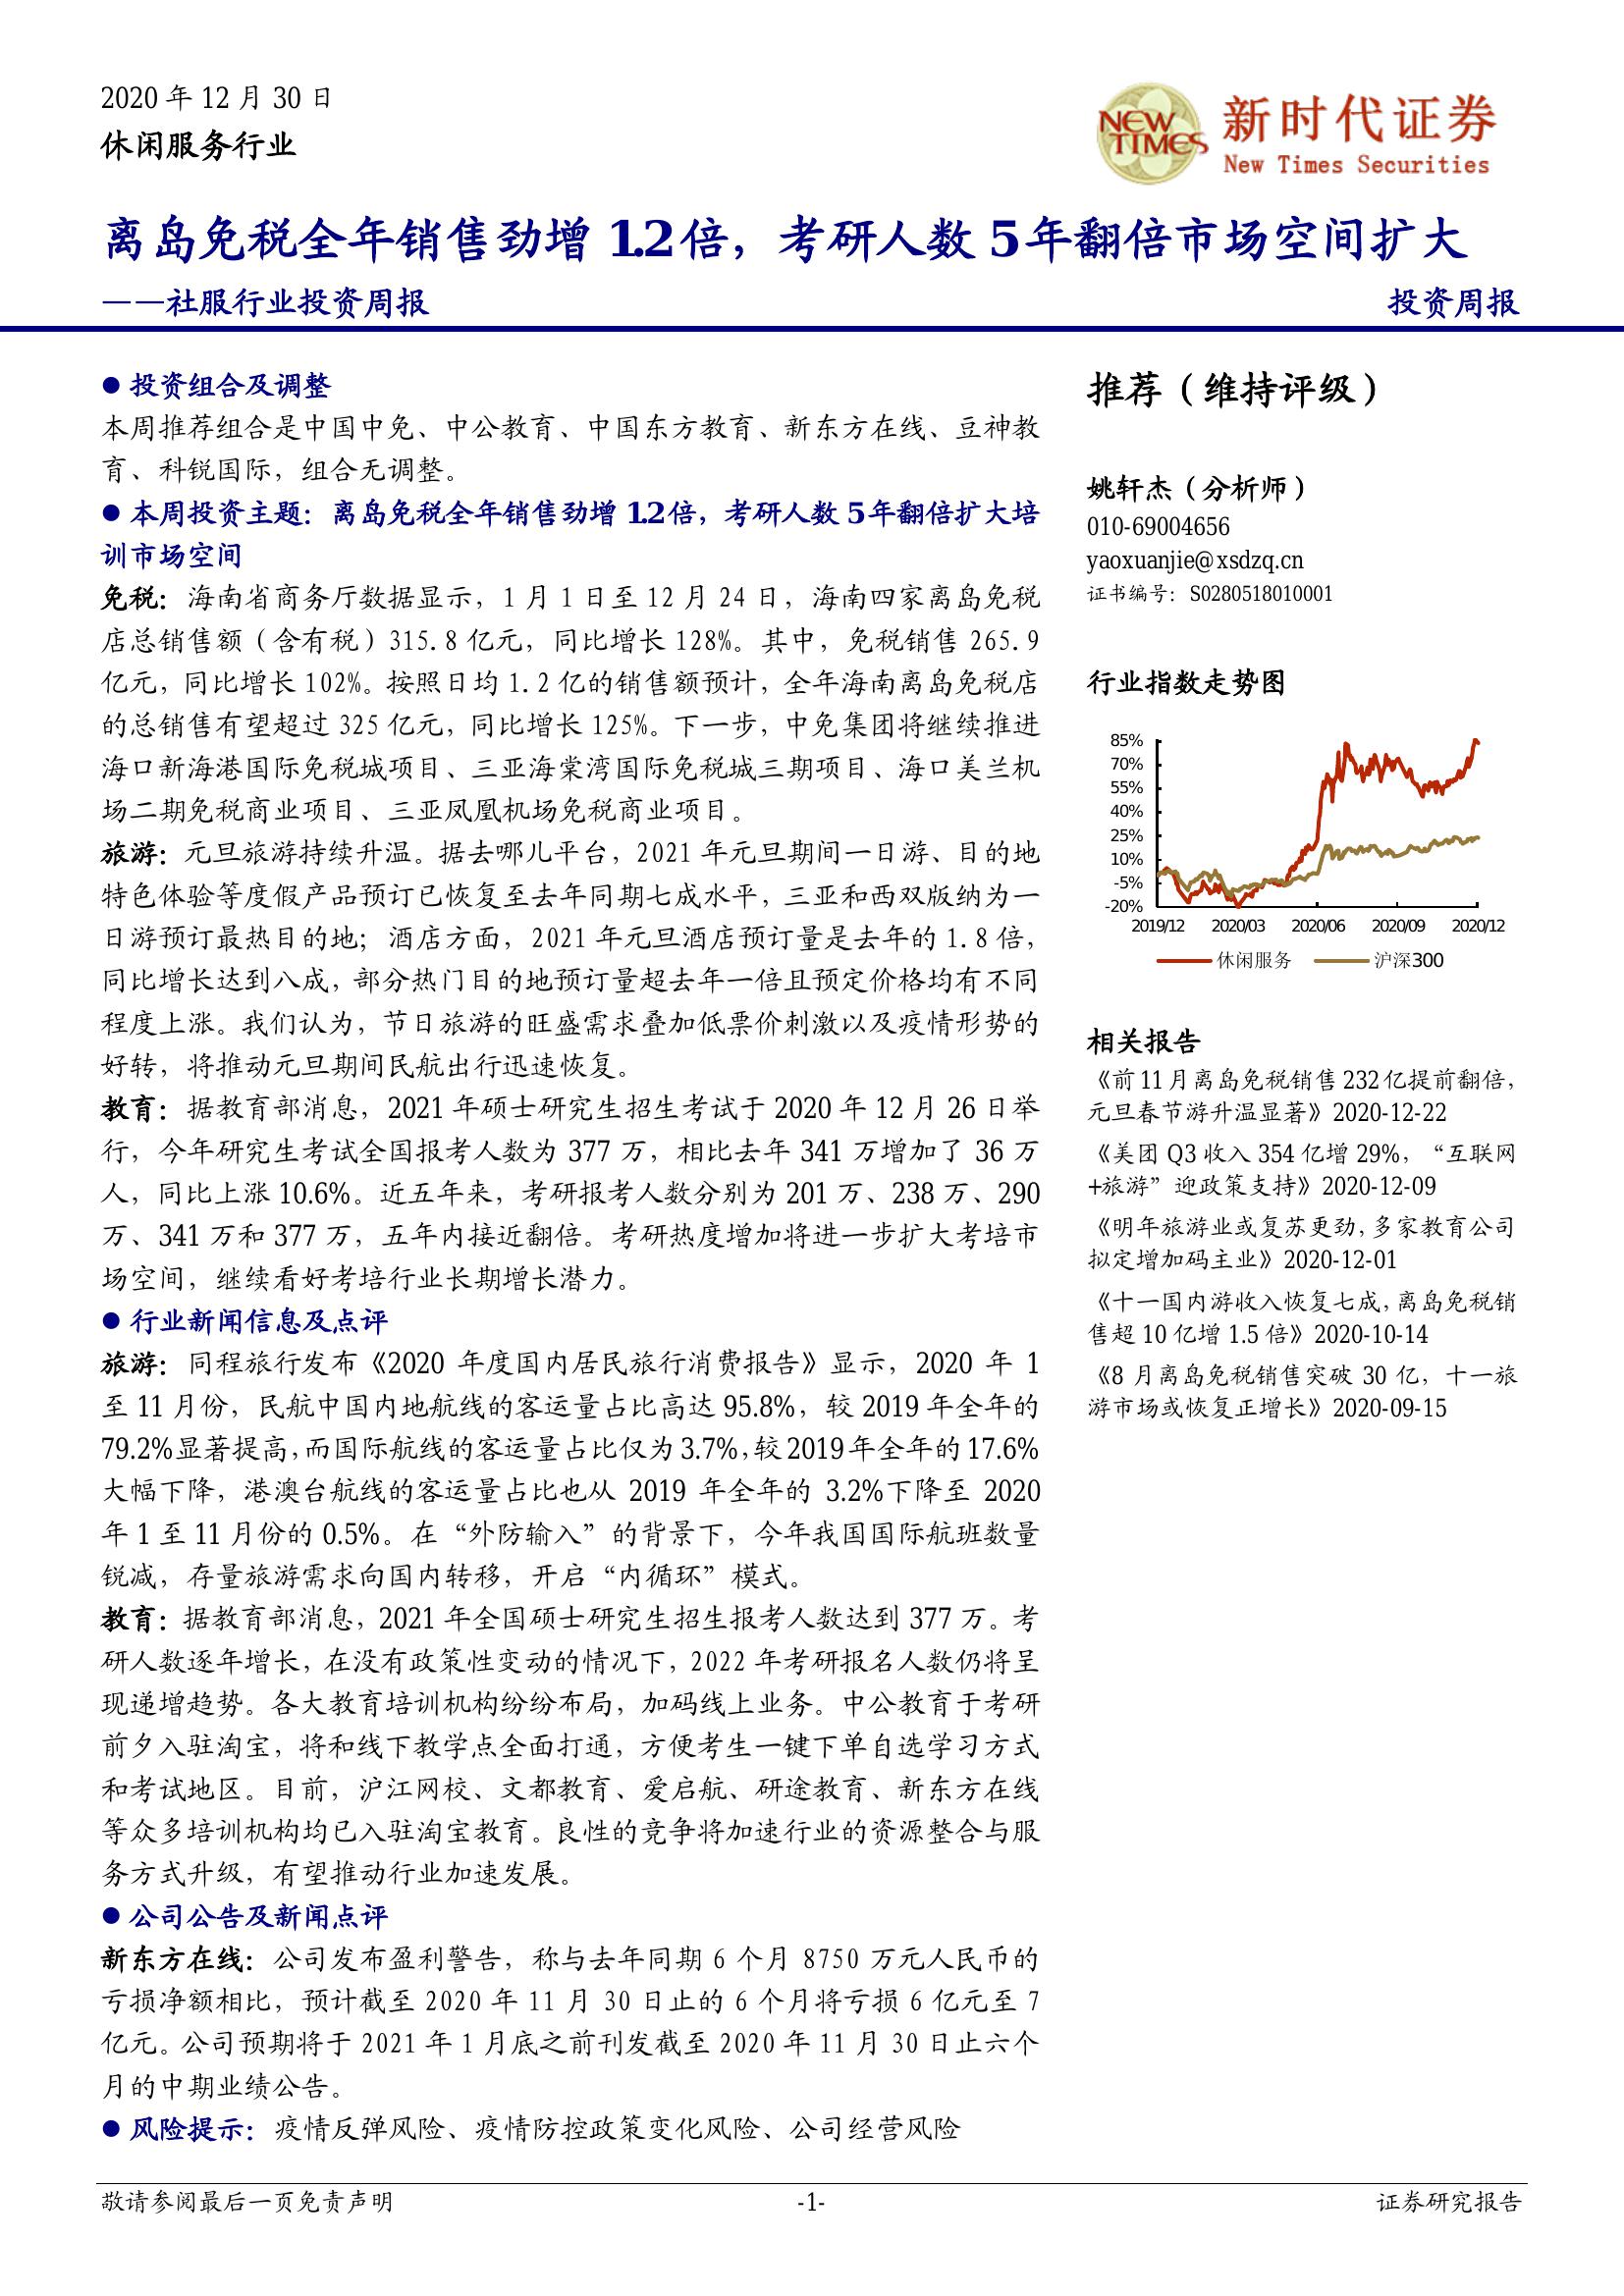 2020 年 12 月 30 日
休闲服务行业
NEW TIMES
新时代证券
New Times Securities
离岛免税全年销售劲增 1.2 倍，考研人数 5 年翻倍市场空间扩大
——社服行业投资周报
投资周报
● 投资组合及调整
本周推荐组合是中国中免、中公教育、中国东方教育、新东方在线、豆神教
育、科锐国际，组合无调整。
● 本周投资主题：离岛免税全年销售劲增 1.2 倍，考研人数 5 年翻倍扩大培
训市场空间
免税：海南省商务厅数据显示，1 月 1 日至 12 月 24 日，海南四家离岛免税
店总销售额（含有税）315.8 亿元，同比增长 128%。其中，免税销售 265.9
亿元，同比增长 102%。按照日均 1.2 亿的销售额预计，全年海南离岛免税店
的总销售有望超过 325 亿元，同比增长 125%。下一步，中免集团将继续推进
海口新海港国际免税城项目、三亚海棠湾国际免税城三期项目、海口美兰机
场二期免税商业项目、三亚凤凰机场免税商业项目。
旅游：元旦旅游持续升温。据去哪儿平台，2021 年元旦期间一日游、目的地
特色体验等度假产品预订已恢复至去年同期七成水平，三亚和西双版纳为一
日游预订最热目的地；酒店方面，2021 年元旦酒店预订量是去年的 1.8 倍，
同比增长达到八成，部分热门目的地预订量超去年一倍且预定价格均有不同
程度上涨。我们认为，节日旅游的旺盛需求叠加低票价刺激以及疫情形势的
好转，将推动元旦期间民航出行迅速恢复。
教育：据教育部消息，2021 年硕士研究生招生考试于 2020 年 12 月 26 日举
行，今年研究生考试全国报考人数为 377 万，相比去年 341 万增加了 36 万
人，同比上涨 10.6%。近五年来，考研报考人数分别为 201 万、238 万、290
万、341 万和 377 万，五年内接近翻倍。考研热度增加将进一步扩大考培市
场空间，继续看好考培行业长期增长潜力。
● 行业新闻信息及点评
旅游：同程旅行发布《2020 年度国内居民旅行消费报告》显示，2020 年 1
至 11 月份，民航中国内地航线的客运量占比高达 95.8%，较 2019 年全年的
79.2%显著提高，而国际航线的客运量占比仅为 3.7%，较 2019 年全年的 17.6%
大幅下降，港澳台航线的客运量占比也从 2019 年全年的 3.2%下降至 2020
年 1 至 11 月份的 0.5%。在“外防输入”的背景下，今年我国国际航班数量
锐减，存量旅游需求向国内转移，开启“内循环”模式。
教育：据教育部消息，2021 年全国硕士研究生招生报考人数达到 377 万。考
研人数逐年增长，在没有政策性变动的情况下，2022 年考研报名人数仍将呈
现递增趋势。各大教育培训机构纷纷布局，加码线上业务。中公教育于考研
前夕入驻淘宝，将和线下教学点全面打通，方便考生一键下单自选学习方式
和考试地区。目前，沪江网校、文都教育、爱启航、研途教育、新东方在线
等众多培训机构均已入驻淘宝教育。良性的竞争将加速行业的资源整合与服
务方式升级，有望推动行业加速发展。
● 公司公告及新闻点评
新东方在线：公司发布盈利警告，称与去年同期 6 个月 8750 万元人民币的
亏损净额相比，预计截至 2020 年 11 月 30 日止的 6 个月将亏损 6 亿元至 7
亿元。公司预期将于 2021 年 1 月底之前刊发截至 2020 年 11 月 30 日止六个
月的中期业绩公告。
● 风险提示：疫情反弹风险、疫情防控政策变化风险、公司经营风险
推荐（维持评级）
姚轩杰（分析师）
010-69004656
yaoxuanjie@xsdzq.cn
证书编号：S0280518010001
行业指数走势图
85%
70%
55%
40%
25%
10%
-5%
-20%
2019/12 2020/03 2020/06 2020/09 2020/12
休闲服务 沪深300
相关报告
《前 11 月离岛免税销售 232 亿提前翻倍，
元旦春节游升温显著》2020-12-22
《美团 Q3 收入 354 亿增 29%，“互联网
+旅游”迎政策支持》2020-12-09
《明年旅游业或复苏更劲，多家教育公司
拟定增加码主业》2020-12-01
《十一国内游收入恢复七成，离岛免税销
售超 10 亿增 1.5 倍》2020-10-14
《8 月离岛免税销售突破 30 亿，十一旅
游市场或恢复正增长》2020-09-15
敬请参阅最后一页免责声明
-1-
证券研究报告